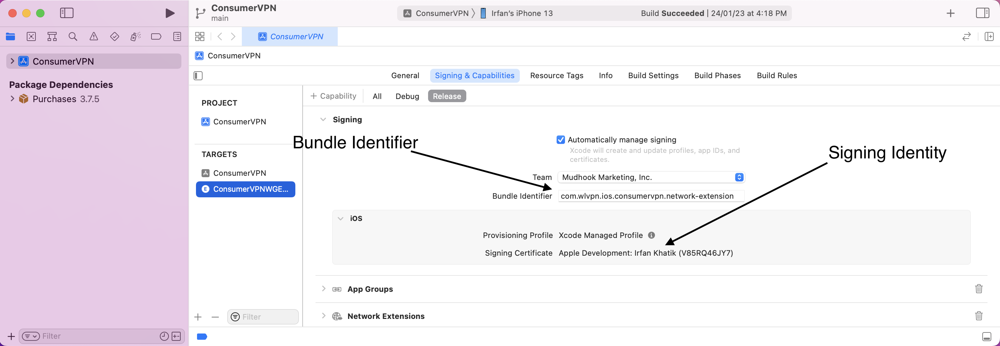 ConsumerVPN
main
ConsumerVPN
Irfan's iPhone 13
Build Succeeded | 24/01/23 at 4:18 PM
ConsumerVPN
ConsumerVPN
ConsumerVPN
Package Dependencies
Purchases 3.7.5
General
Signing & Capabilities
Resource Tags
Info
Build Settings
Build Phases
Build Rules
+ Capability
All
Debug
Release
PROJECT
ConsumerVPN
TARGETS
ConsumerVPN
E ConsumerVPNWGE...
Signing
Bundle Identifier
Automatically manage signing
Xcode will create and update profiles, app IDs, and
certificates.
Signing Identity
Team Mudhook Marketing, Inc.
Bundle Identifier com.wlvpn.ios.consumervpn.network-extension
iOS
Provisioning Profile Xcode Managed Profile
Signing Certificate Apple Development: Irfan Khatik (V85RQ46JY7)
App Groups
Network Extensions
Filter
Filter